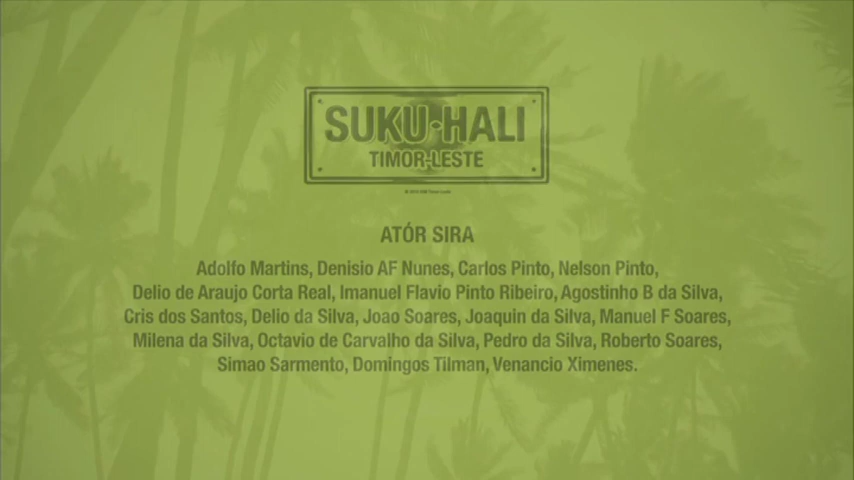 SUKU•HALI
TIMOR-LESTE
ATÓR SIRA
Adolfo Martins, Denisio AF Nunes, Carlos Pinto, Nelson Pinto,
Delio de Araujo Corta Real, Imanuel Flavio Pinto Ribeiro, Agostinho B da Silva,
Cris dos Santos, Delio da Silva, Joao Soares, Joaquin da Silva, Manuel F Soares,
Milena da Silva, Octavio de Carvalho da Silva, Pedro da Silva, Roberto Soares,
Simao Sarmento, Domingos Tilman, Venancio Ximenes.